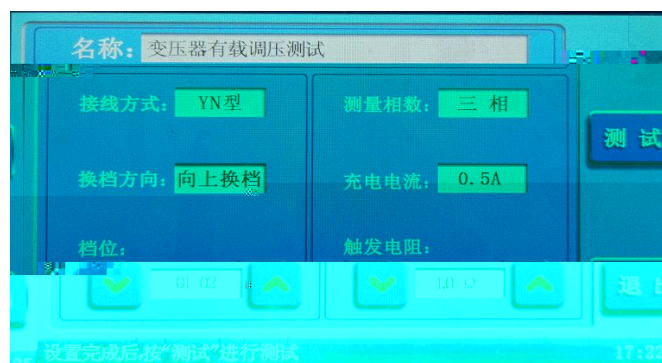 名称: 变压器有载调压测试
接线方式: YN型 测量相数: 三 相
测 试
换档方向: 向上换档 充电电流: 0.5A
档位: 触发电阻:
01-02 1.0 Ω
退
设置完成后,按“测试”进行测试